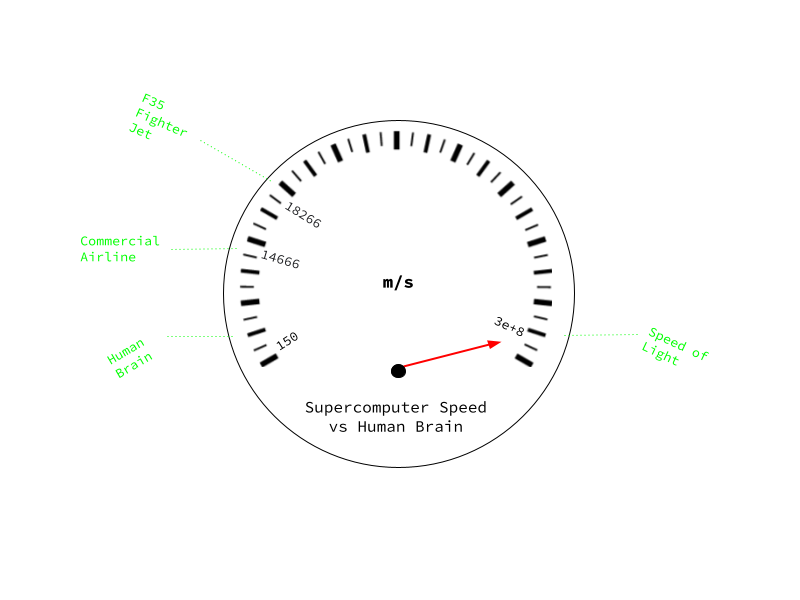 F35
Fighter
Jet
18266
Commercial
Airline
14666
m/s
Human
Brain
150
3e+8
Speed of
Light
Supercomputer Speed
vs Human Brain